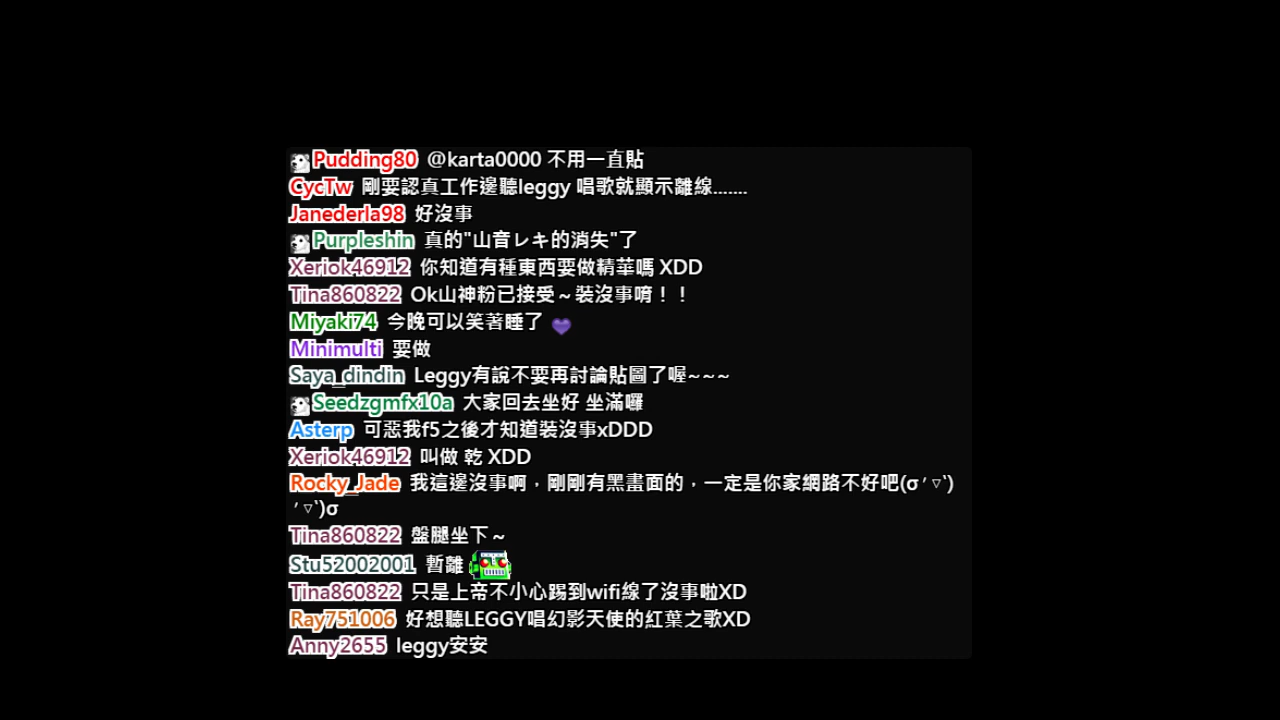 Pudding80 @karta0000 不用一直貼
CycTw 剛要認真工作邊聽leggy 唱歌就顯示離線.......
Janederla98 好沒事
Purpleshin 真的"山音レキ的消失"了
Xeriok46912 你知道有種東西要做精華嗎 XDD
Tina860822 Ok山神粉已接受~裝沒事唷！！
Miyaki74 今晚可以笑著睡了
Minimulti 要做
Saya_dindin Leggy有說不要再討論貼圖了喔~~~
Seedzgmfx10a 大家回去坐好 坐滿囉
Asterp 可惡我f5之後才知道裝沒事xDDD
Xeriok46912 叫做 乾 XDD
Rocky_Jade 我這邊沒事啊，剛剛有黑畫面的，一定是你家網路不好吧(σ′▽‵)
′▽‵)σ
Tina860822 盤腿坐下~
Stu52002001 暫離
Tina860822 只是上帝不小心踢到wifi線了沒事啦XD
Ray751006 好想聽LEGGY唱幻影天使的紅葉之歌XD
Anny2655 leggy安安